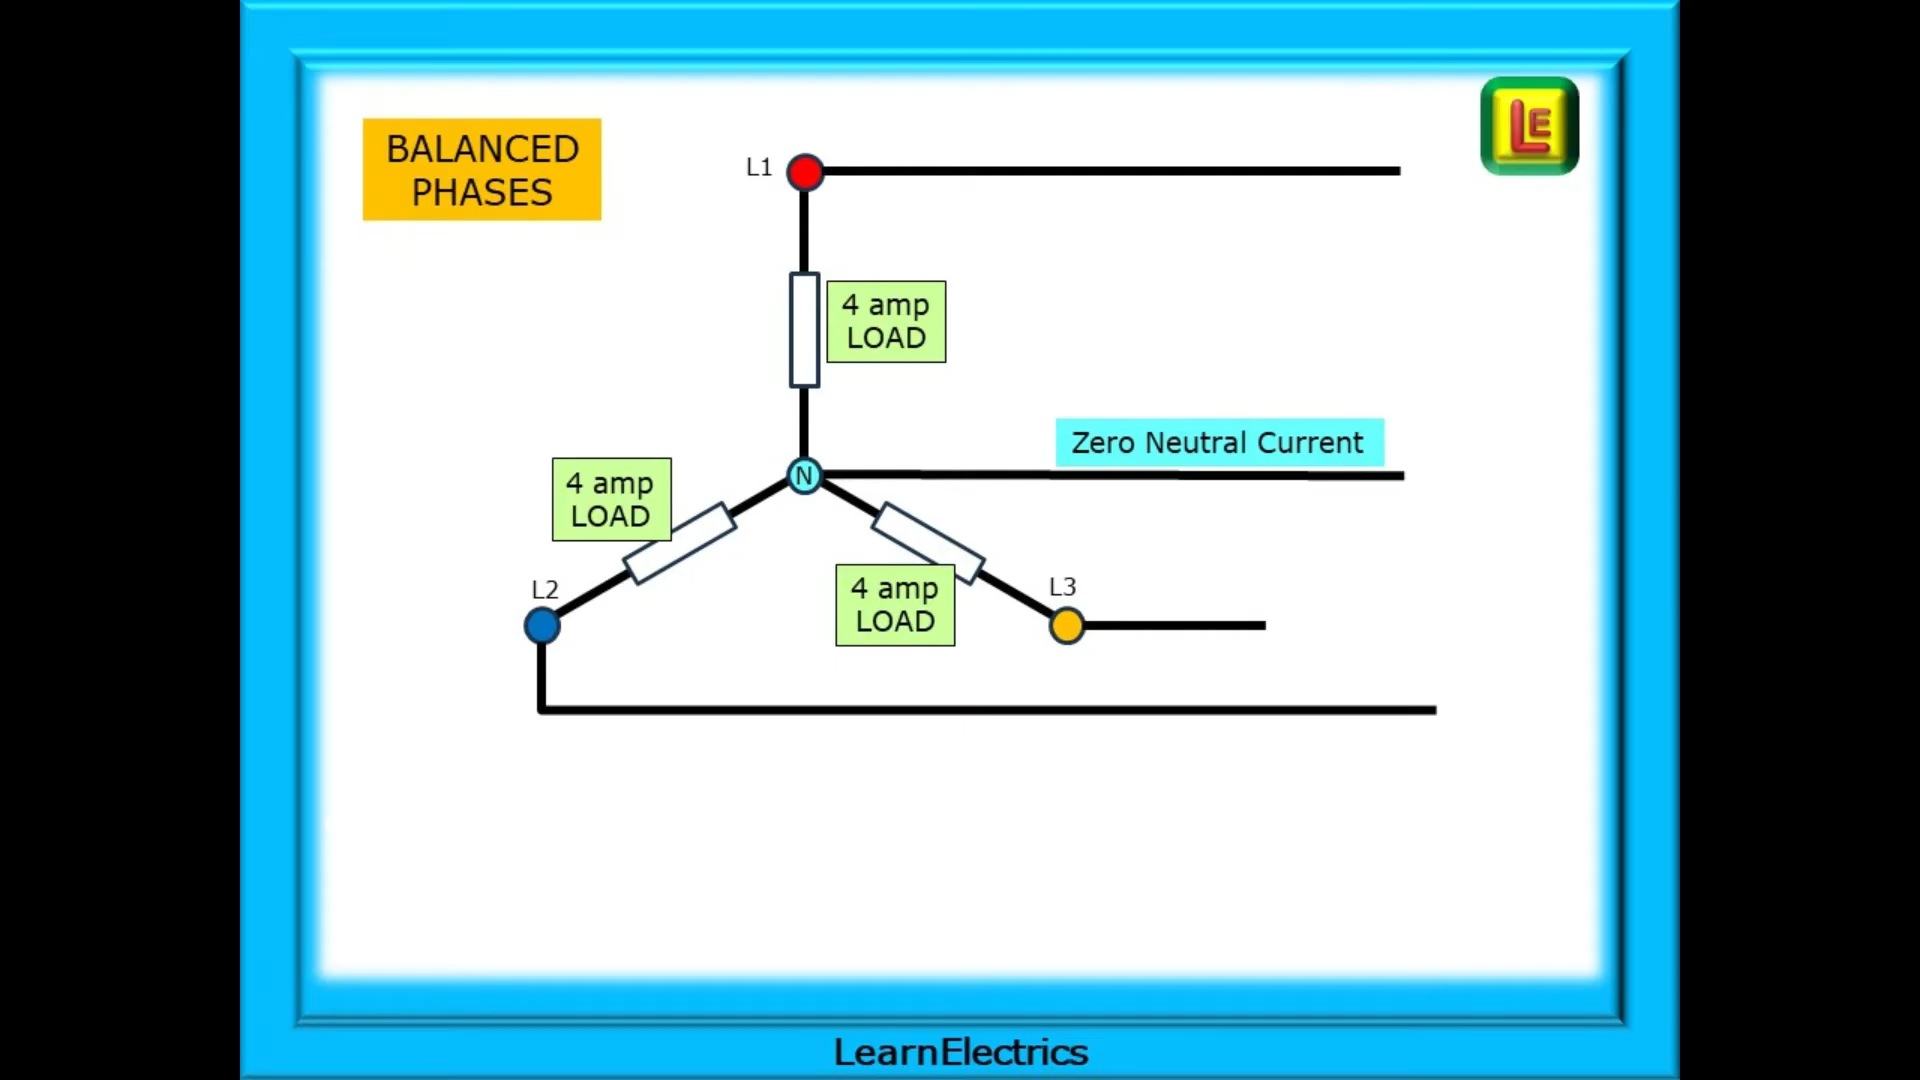 BALANCED
PHASES
LE
L1
4 amp
LOAD
Zero Neutral Current
N
4 amp
LOAD
L2
4 amp
LOAD
L3
LearnElectrics